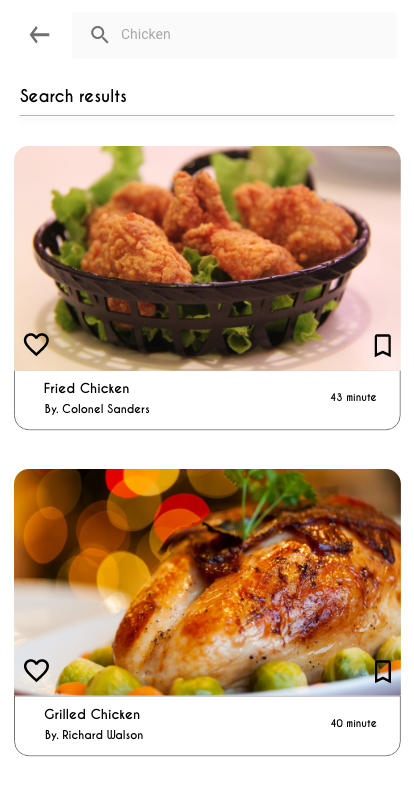 Chicken
Search results
Fried Chicken
43 minute
By. Colonel Sanders
Grilled Chicken
40 minute
By. Richard Walson